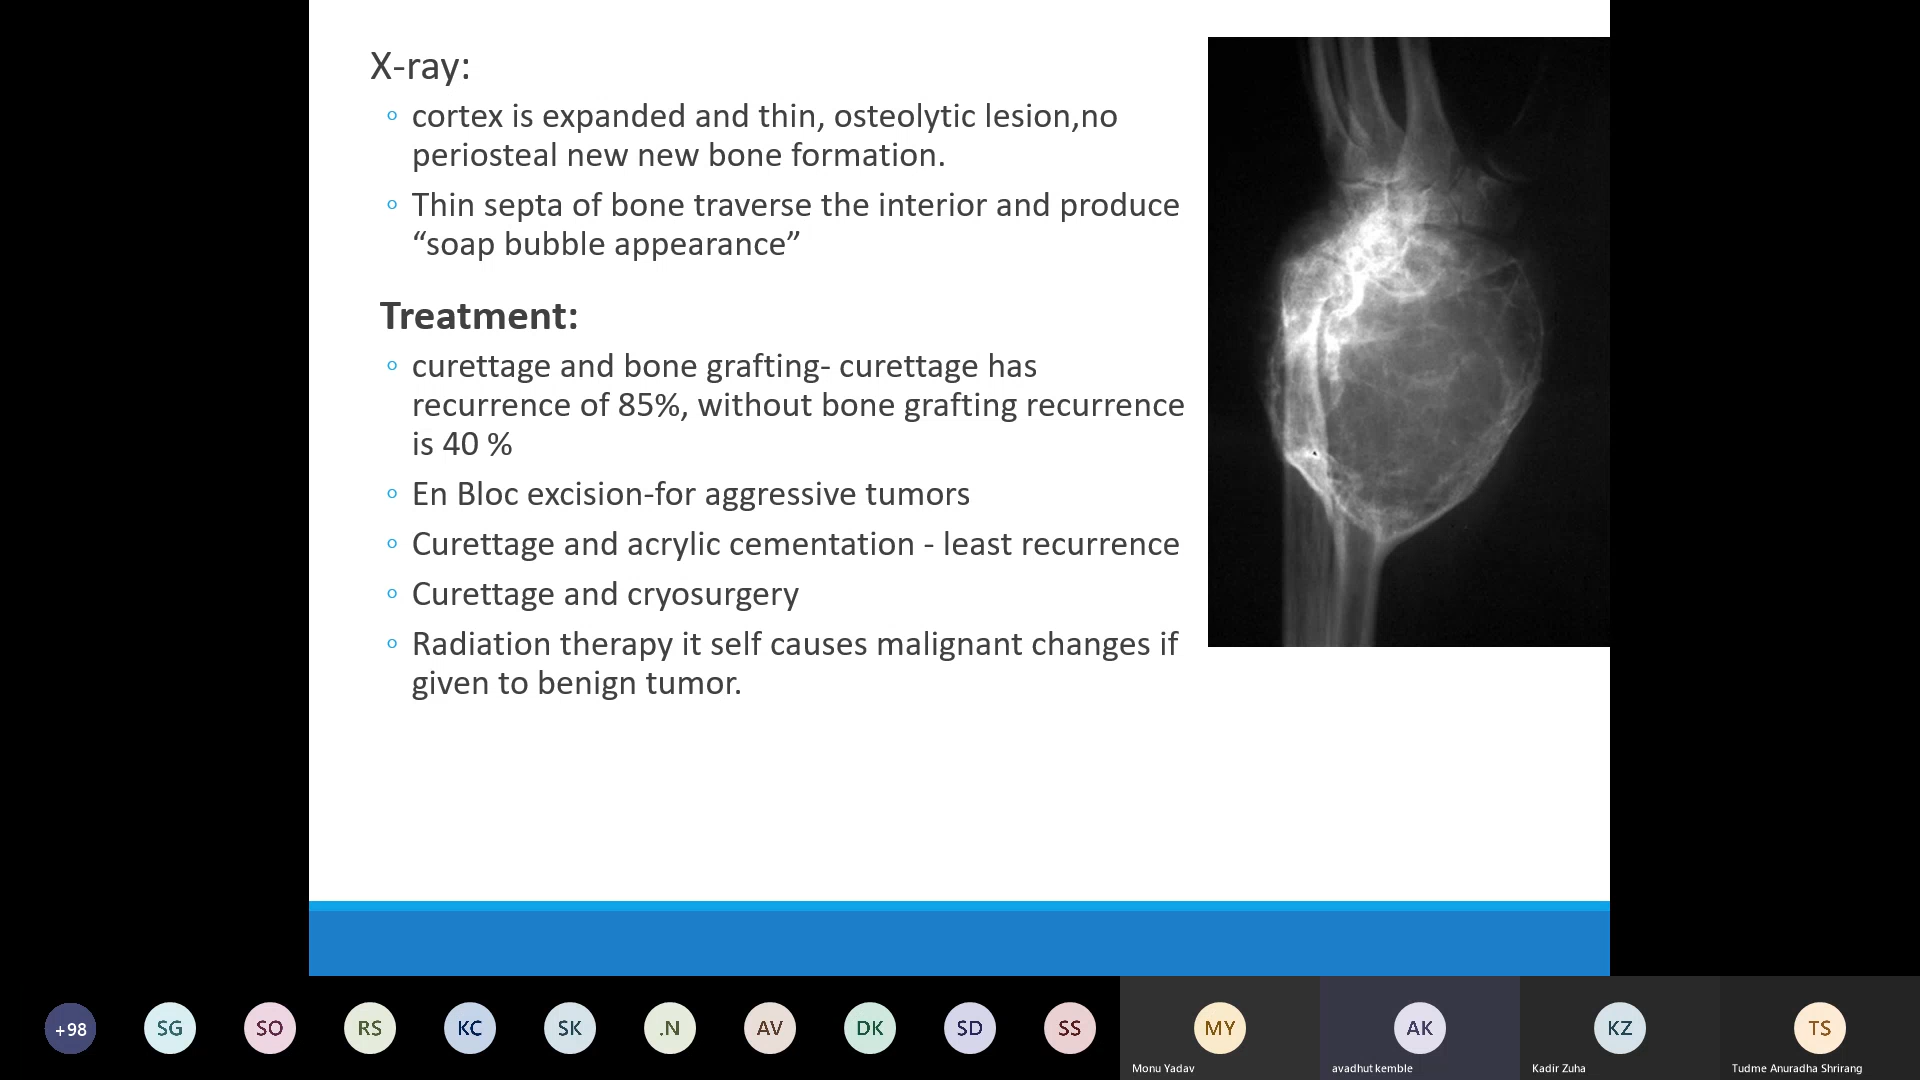 X-ray:
◦ cortex is expanded and thin, osteolytic lesion,no
periosteal new new bone formation.
◦ Thin septa of bone traverse the interior and produce
“soap bubble appearance”
Treatment:
◦ curettage and bone grafting- curettage has
recurrence of 85%, without bone grafting recurrence
is 40 %
◦ En Bloc excision-for aggressive tumors
◦ Curettage and acrylic cementation - least recurrence
◦ Curettage and cryosurgery
◦ Radiation therapy it self causes malignant changes if
given to benign tumor.
+98 SG SO RS KC SK .N AV DK SD SS MY AK KZ TS
Monu Yadav avadhut kemble Kadir Zuha Tudme Anuradha Shrirang